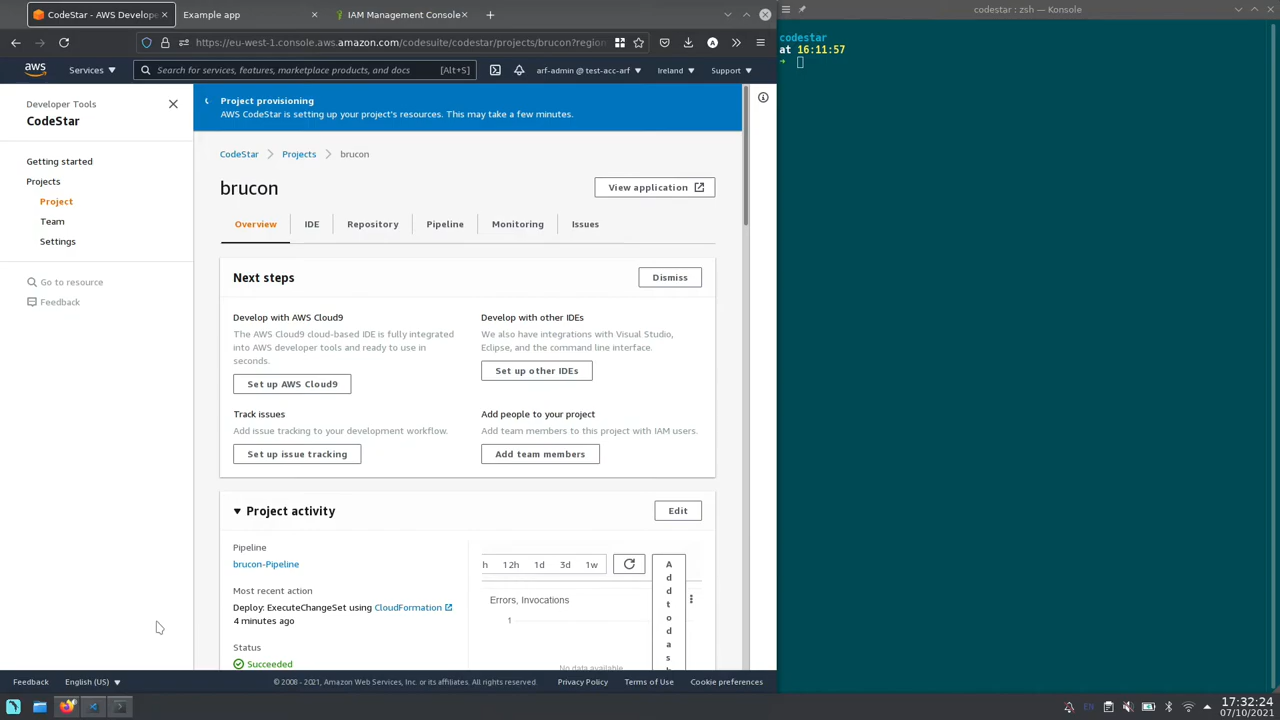 CodeStar - AWS Develope
Example app
IAM Management Console
codestar : zsh — Konsole
https://eu-west-1.console.aws.amazon.com/codesuite/codestar/projects/brucon?region
aws
Services
Search for services, features, marketplace products, and docs
[Alt+S]
arf-admin @ test-acc-arf
Ireland
Support
codestar
at 16:11:57
Developer Tools
CodeStar
Getting started
Projects
Project
Team
Settings
Go to resource
Feedback
Project provisioning
AWS CodeStar is setting up your project's resources. This may take a few minutes.
CodeStar
Projects
brucon
brucon
View application
Overview
IDE
Repository
Pipeline
Monitoring
Issues
Next steps
Dismiss
Develop with AWS Cloud9
The AWS Cloud9 cloud-based IDE is fully integrated
into AWS developer tools and ready to use in
seconds.
Set up AWS Cloud9
Develop with other IDEs
We also have integrations with Visual Studio,
Eclipse, and the command line interface.
Set up other IDEs
Track issues
Add issue tracking to your development workflow.
Set up issue tracking
Add people to your project
Add team members to this project with IAM users.
Add team members
Project activity
Edit
Pipeline
brucon-Pipeline
Most recent action
Deploy: ExecuteChangeSet using CloudFormation
4 minutes ago
Status
Succeeded
h 12h 1d 3d 1w
A
d
d
t
o
d
a
s
Errors, Invocations
1
No data available.
Feedback
English (US)
© 2008 - 2021, Amazon Web Services, Inc. or its affiliates. All rights reserved.
Privacy Policy
Terms of Use
Cookie preferences
EN
17:32:24
07/10/2021